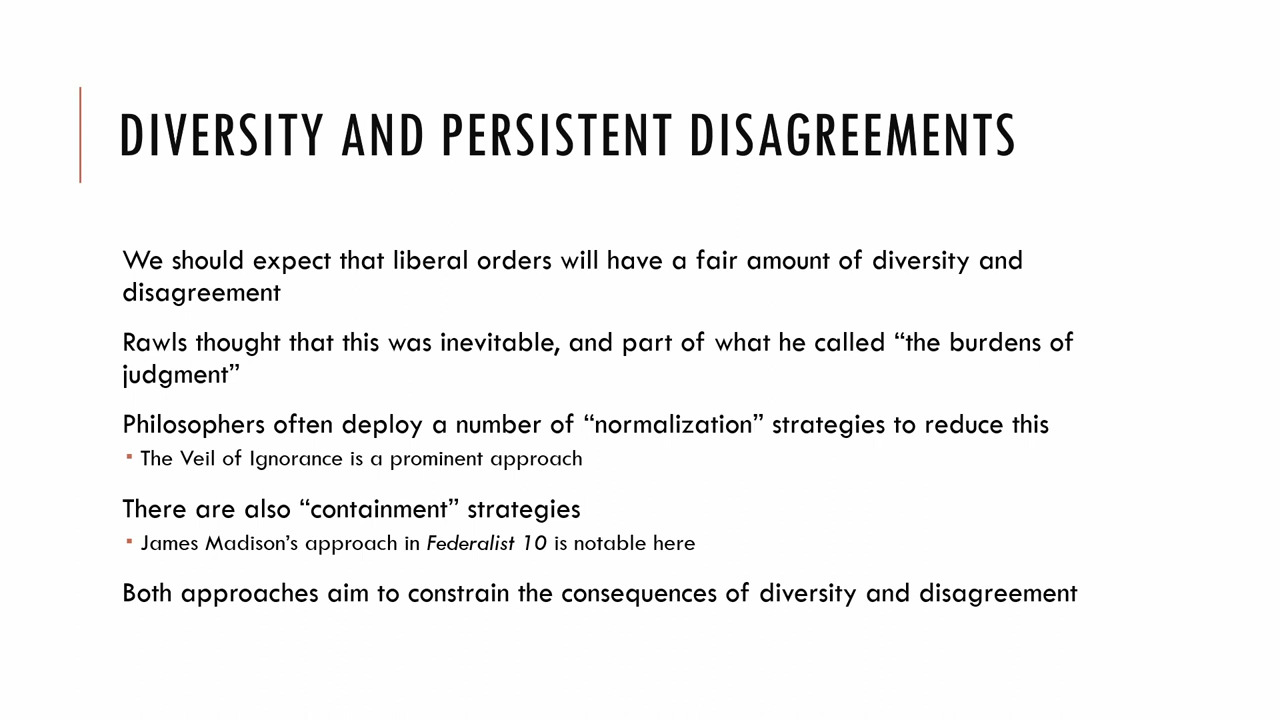 DIVERSITY AND PERSISTENT DISAGREEMENTS
We should expect that liberal orders will have a fair amount of diversity and
disagreement
Rawls thought that this was inevitable, and part of what he called “the burdens of
judgment”
Philosophers often deploy a number of “normalization” strategies to reduce this
▪ The Veil of Ignorance is a prominent approach
There are also “containment” strategies
▪ James Madison’s approach in Federalist 10 is notable here
Both approaches aim to constrain the consequences of diversity and disagreement